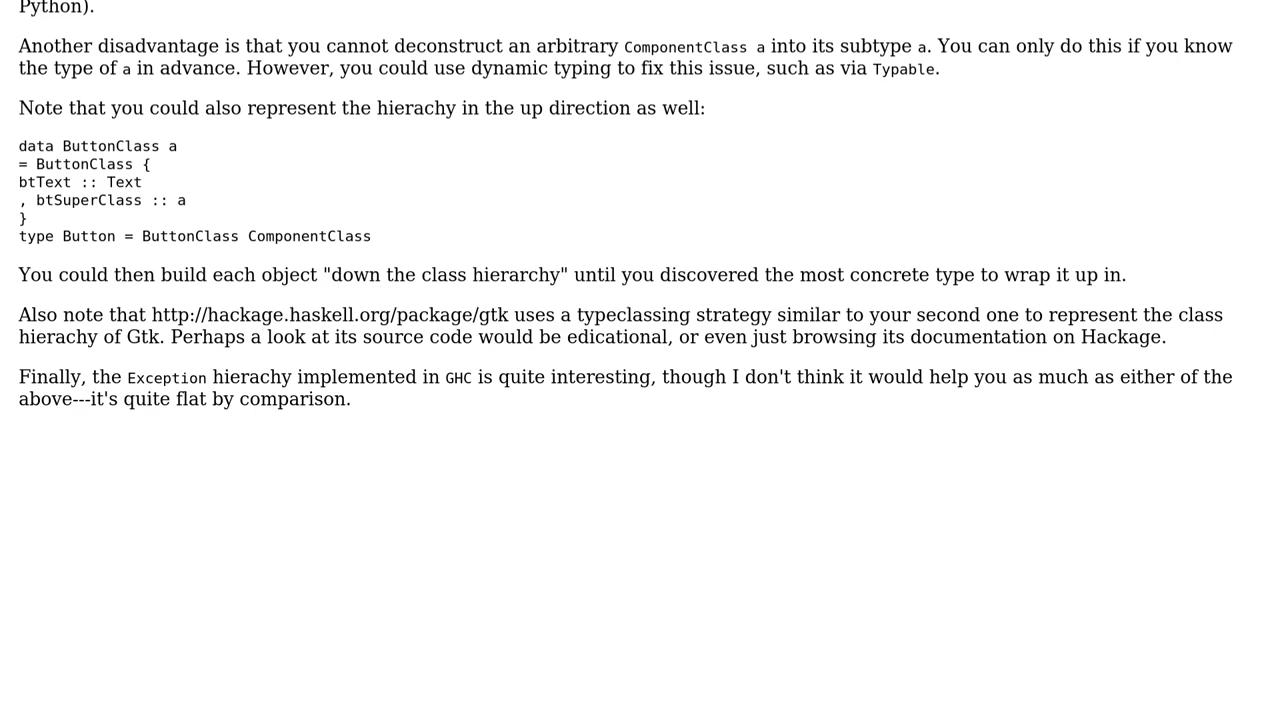 Python).
Another disadvantage is that you cannot deconstruct an arbitrary ComponentClass a into its subtype a. You can only do this if you know
the type of a in advance. However, you could use dynamic typing to fix this issue, such as via Typable.
Note that you could also represent the hierachy in the up direction as well:
data ButtonClass a
= ButtonClass {
btText :: Text
, btSuperClass :: a
}
type Button = ButtonClass ComponentClass
You could then build each object "down the class hierarchy" until you discovered the most concrete type to wrap it up in.
Also note that http://hackage.haskell.org/package/gtk uses a typeclassing strategy similar to your second one to represent the class
hierachy of Gtk. Perhaps a look at its source code would be edicational, or even just browsing its documentation on Hackage.
Finally, the Exception hierachy implemented in GHC is quite interesting, though I don't think it would help you as much as either of the
above---it's quite flat by comparison.